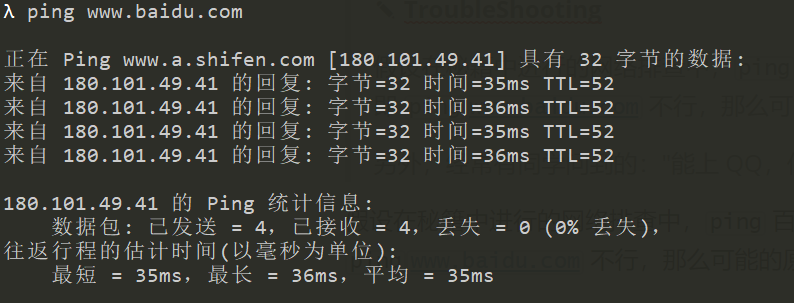 λ ping www.baidu.com
TroubleShooting
正在 Ping www.a.shifen.com [180.101.49.41] 具有 32 字节的数据:
来自 180.101.49.41 的回复: 字节=32 时间=35ms TTL=52
来自 180.101.49.41 的回复: 字节=32 时间=36ms TTL=52
来自 180.101.49.41 的回复: 字节=32 时间=35ms TTL=52
来自 180.101.49.41 的回复: 字节=32 时间=36ms TTL=52
180.101.49.41 的 Ping 统计信息:
数据包: 已发送 = 4，已接收 = 4，丢失 = 0 (0% 丢失)，
往返行程的估计时间(以毫秒为单位):
最短 = 35ms，最长 = 36ms，平均 = 35ms